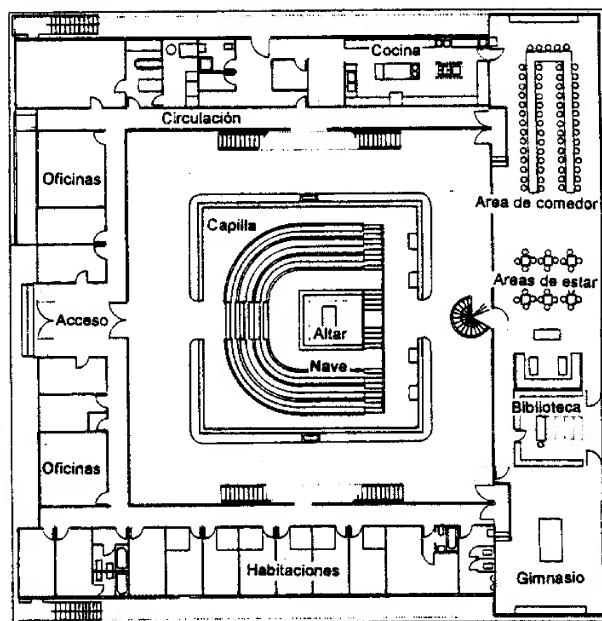 Cocina
Circulación
Oficinas
Area de comedor
Capilla
Areas de estar
Acceso
Altar
Nave
Biblioteca
Oficinas
Habitaciones
Gimnasio